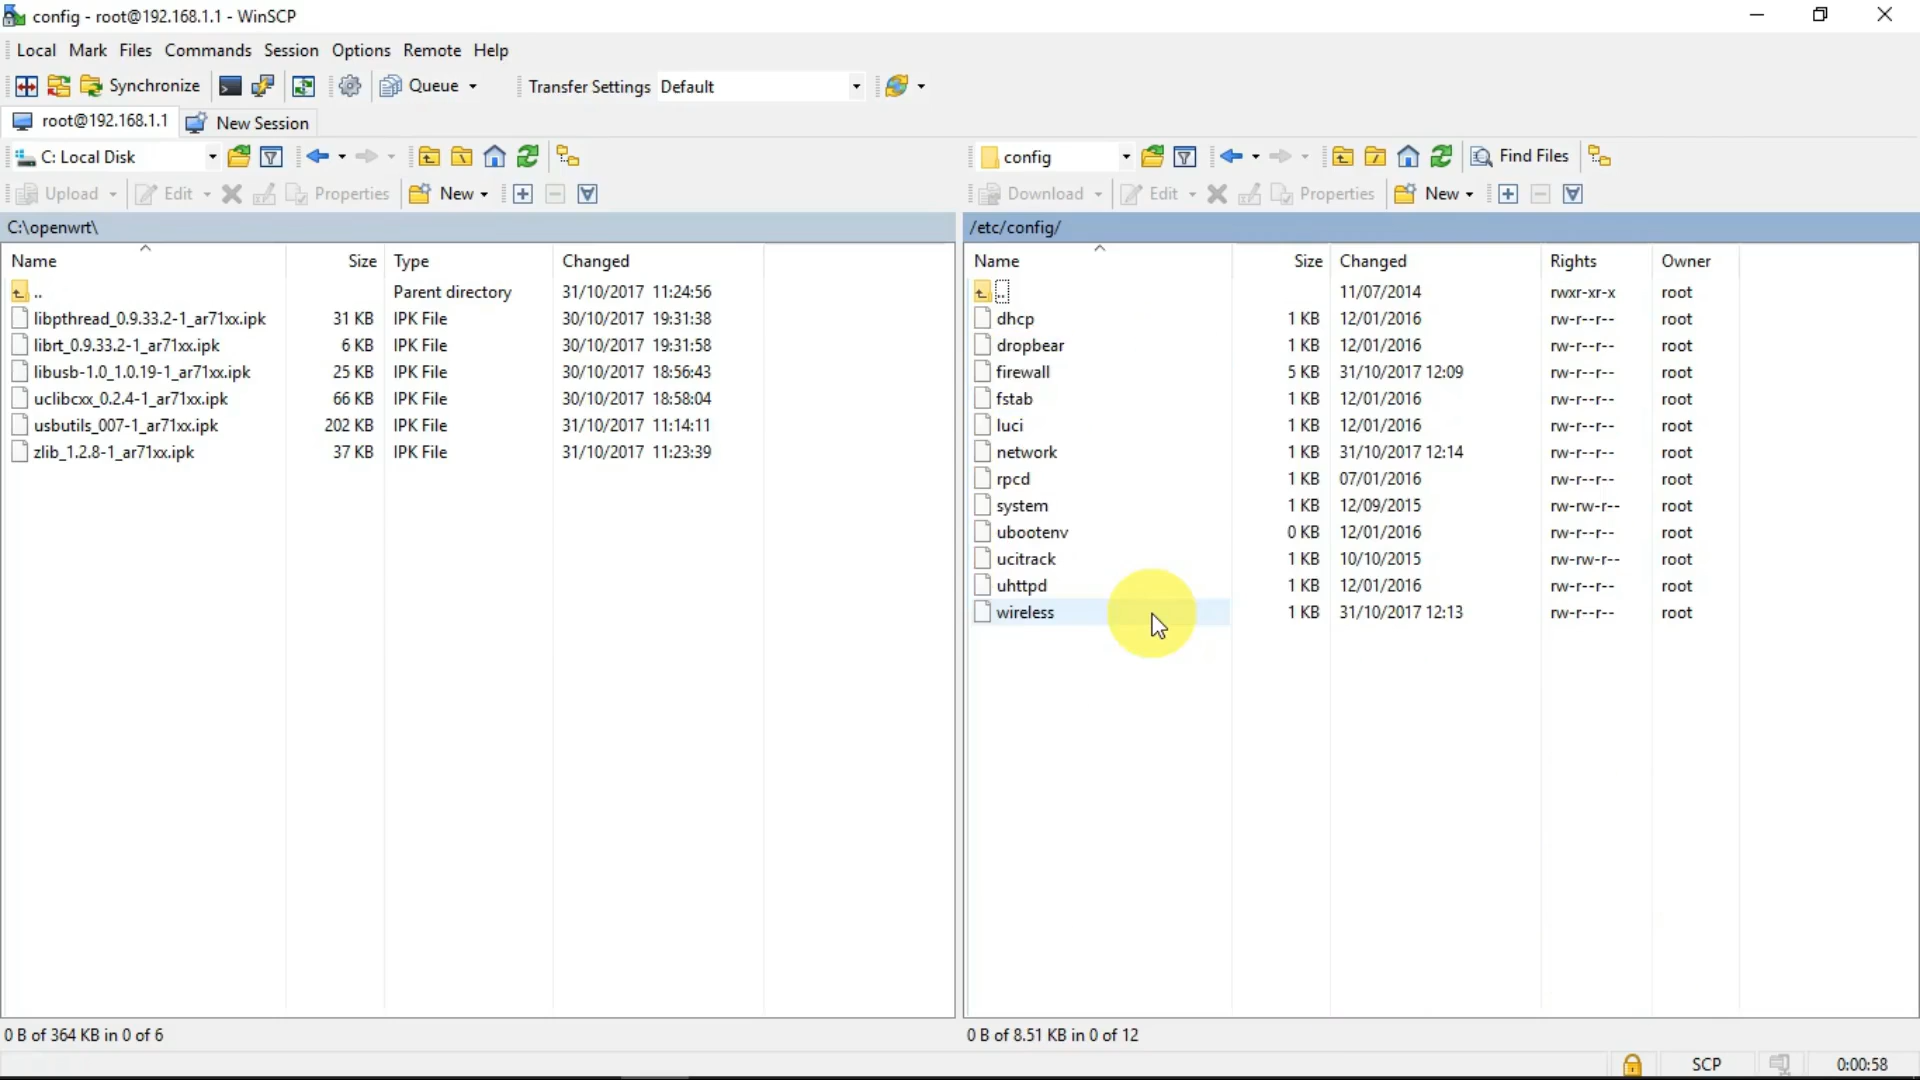 config - root@192.168.1.1 - WinSCP
Local Mark Files Commands Session Options Remote Help
Synchronize Queue Transfer Settings Default
root@192.168.1.1 New Session
C: Local Disk config Find Files
Upload Edit Properties New Download Edit Properties New
C:\openwrt\ /etc/config/
Name Size Type Changed
.. Parent directory 31/10/2017 11:24:56
libpthread_0.9.33.2-1_ar71xx.ipk 31 KB IPK File 30/10/2017 19:31:38
librt_0.9.33.2-1_ar71xx.ipk 6 KB IPK File 30/10/2017 19:31:58
libusb-1.0_1.0.19-1_ar71xx.ipk 25 KB IPK File 30/10/2017 18:56:43
uclibcxx_0.2.4-1_ar71xx.ipk 66 KB IPK File 30/10/2017 18:58:04
usbutils_007-1_ar71xx.ipk 202 KB IPK File 31/10/2017 11:14:11
zlib_1.2.8-1_ar71xx.ipk 37 KB IPK File 31/10/2017 11:23:39
Name Size Changed Rights Owner
.. 11/07/2014 rwxr-xr-x root
dhcp 1 KB 12/01/2016 rw-r--r-- root
dropbear 1 KB 12/01/2016 rw-r--r-- root
firewall 5 KB 31/10/2017 12:09 rw-r--r-- root
fstab 1 KB 12/01/2016 rw-r--r-- root
luci 1 KB 12/01/2016 rw-r--r-- root
network 1 KB 31/10/2017 12:14 rw-r--r-- root
rpcd 1 KB 07/01/2016 rw-r--r-- root
system 1 KB 12/09/2015 rw-rw-r-- root
ubootenv 0 KB 12/01/2016 rw-r--r-- root
ucitrack 1 KB 10/10/2015 rw-rw-r-- root
uhttpd 1 KB 12/01/2016 rw-r--r-- root
wireless 1 KB 31/10/2017 12:13 rw-r--r-- root
0 B of 364 KB in 0 of 6 0 B of 8.51 KB in 0 of 12
SCP 0:00:58